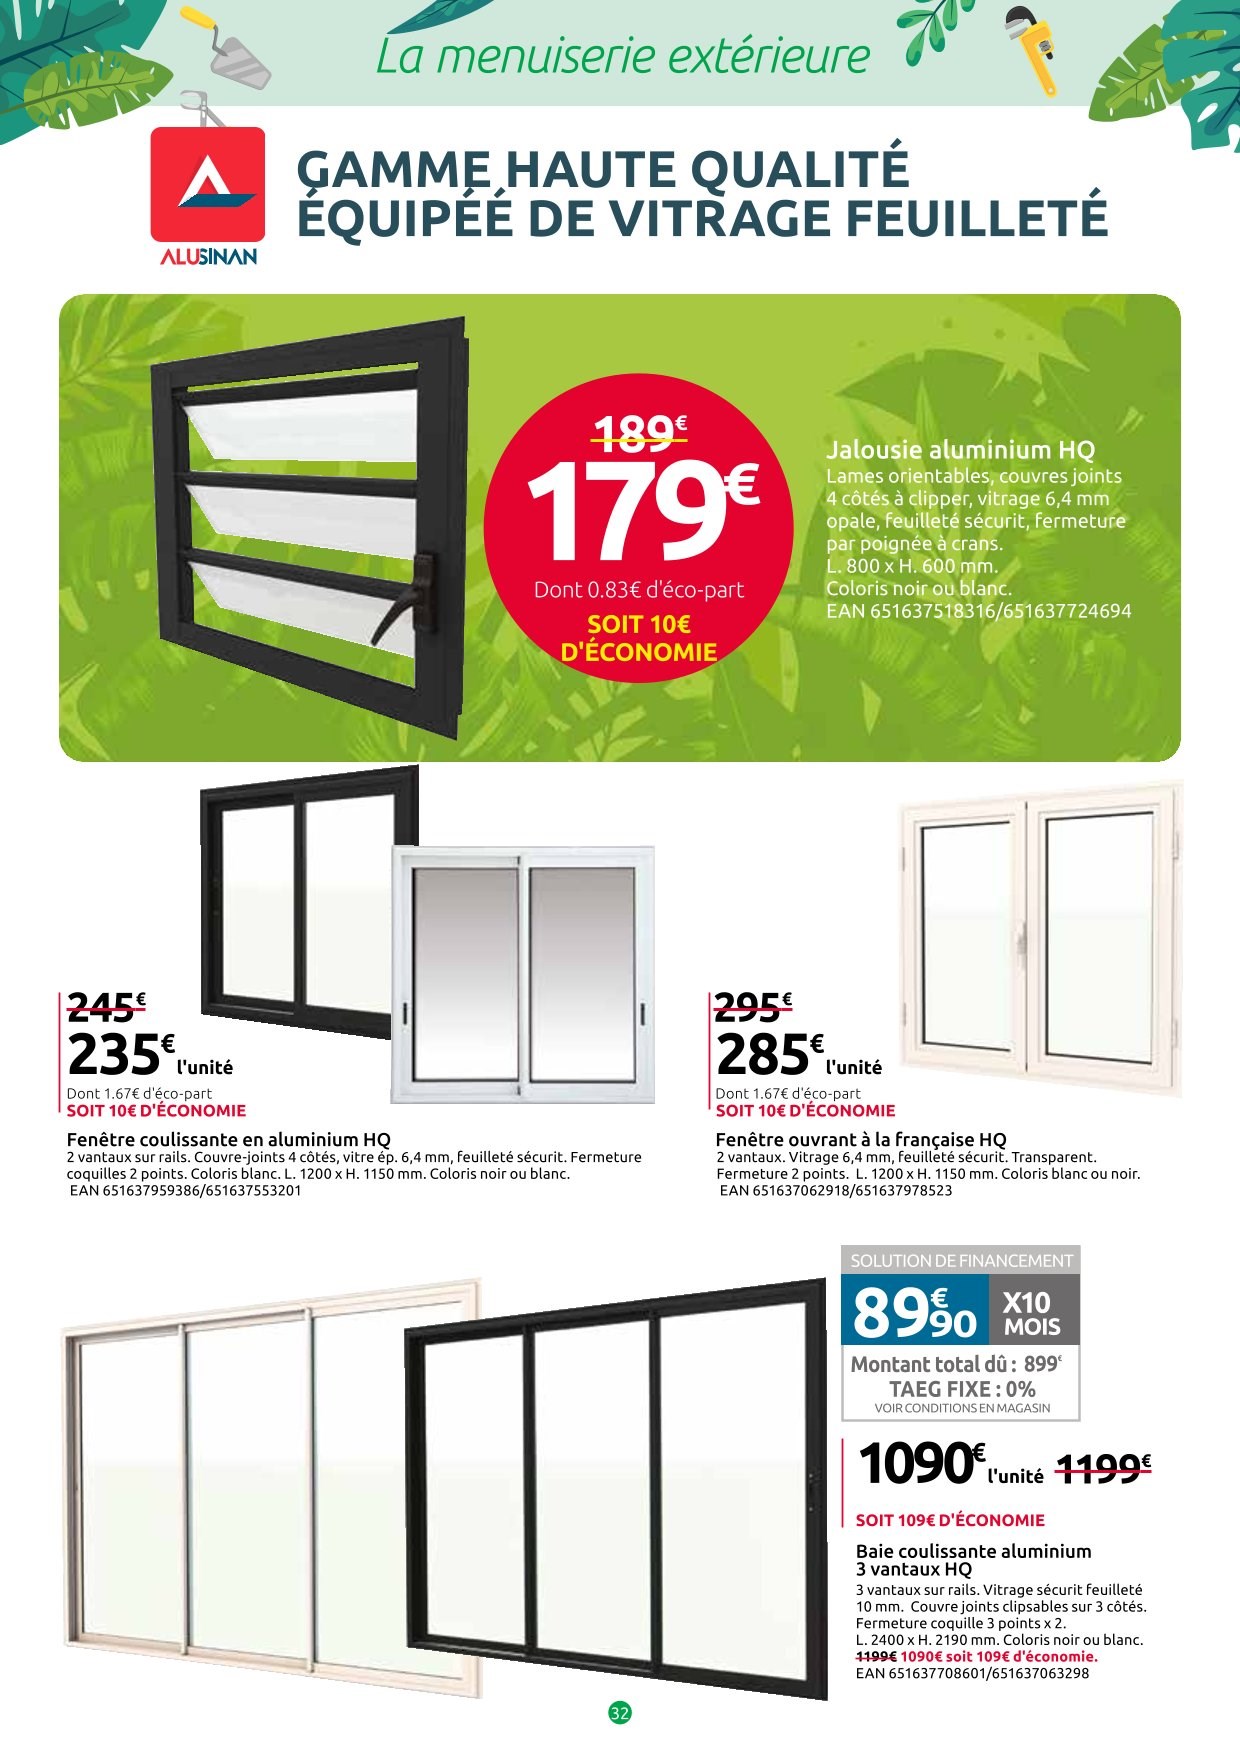 La menuiserie extérieure
ALUSINAN
GAMME HAUTE QUALITÉ
ÉQUIPÉÉ DE VITRAGE FEUILLETÉ
189€
179€
Dont 0.83€ d'éco-part
SOIT 10€
D'ÉCONOMIE
Jalousie aluminium HQ
Lames orientables, couvres joints
4 côtés à clipper, vitrage 6,4 mm
opale, feuilleté sécurit, fermeture
par poignée à crans.
L. 800 x H. 600 mm.
Coloris noir ou blanc.
EAN 651637518316/651637724694
245€
235€ l'unité
Dont 1.67€ d'éco-part
SOIT 10€ D'ÉCONOMIE
Fenêtre coulissante en aluminium HQ
2 vantaux sur rails. Couvre-joints 4 côtés, vitre ép. 6,4 mm, feuilleté sécurit. Fermeture
coquilles 2 points. Coloris blanc. L. 1200 x H. 1150 mm. Coloris noir ou blanc.
EAN 651637959386/651637553201
295€
285€ l'unité
Dont 1.67€ d'éco-part
SOIT 10€ D'ÉCONOMIE
Fenêtre ouvrant à la française HQ
2 vantaux. Vitrage 6,4 mm, feuilleté sécurit. Transparent.
Fermeture 2 points. L. 1200 x H. 1150 mm. Coloris blanc ou noir.
EAN 651637062918/651637978523
SOLUTION DE FINANCEMENT
89€90 X10
MOIS
Montant total dû : 899€
TAEG FIXE : 0%
VOIR CONDITIONS EN MAGASIN
1090€ l'unité 1199€
SOIT 109€ D'ÉCONOMIE
Baie coulissante aluminium
3 vantaux HQ
3 vantaux sur rails. Vitrage sécurit feuilleté
10 mm. Couvre joints clipsables sur 3 côtés.
Fermeture coquille 3 points x 2.
L. 2400 x H. 2190 mm. Coloris noir ou blanc.
1199€ 1090€ soit 109€ d'économie.
EAN 651637708601/651637063298
32